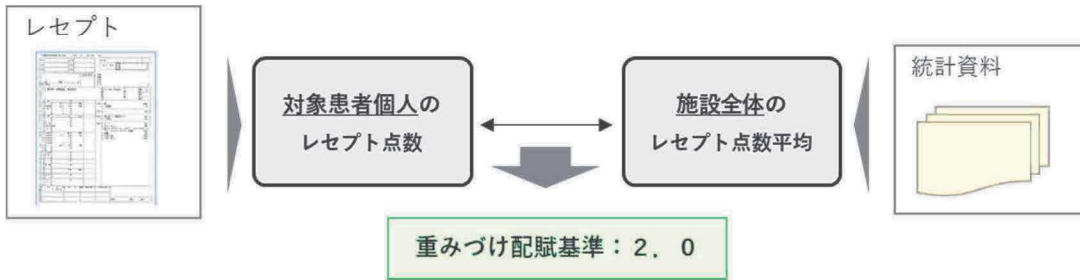 レセプト
対象患者個人の
レセプト点数
施設全体の
レセプト点数平均
統計資料
重みづけ配賦基準：２．０